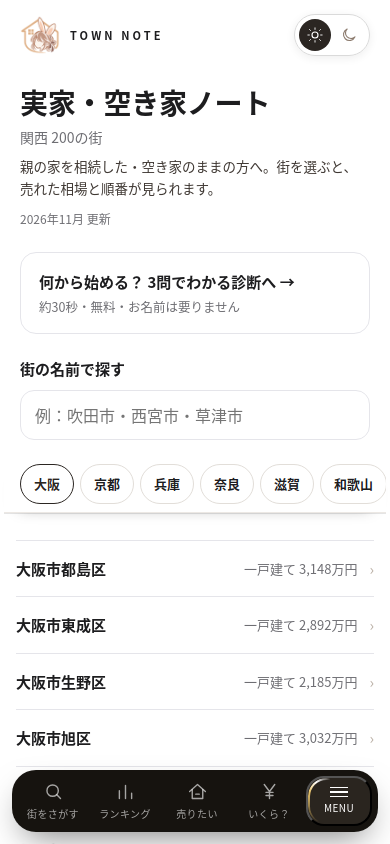 TOWN NOTE
実家・空き家ノート
関西 200の街
親の家を相続した・空き家のままの方へ。街を選ぶと、
売れた相場と順番が見られます。
2026年11月 更新
何から始める？ 3問でわかる診断へ →
約30秒・無料・お名前は要りません
街の名前で探す
例：吹田市・西宮市・草津市
大阪 京都 兵庫 奈良 滋賀 和歌山
大阪市都島区 一戸建て 3,148万円 ›
大阪市東成区 一戸建て 2,892万円 ›
大阪市生野区 一戸建て 2,185万円 ›
大阪市旭区 一戸建て 3,032万円 ›
街をさがす ランキング 売りたい いくら？ MENU